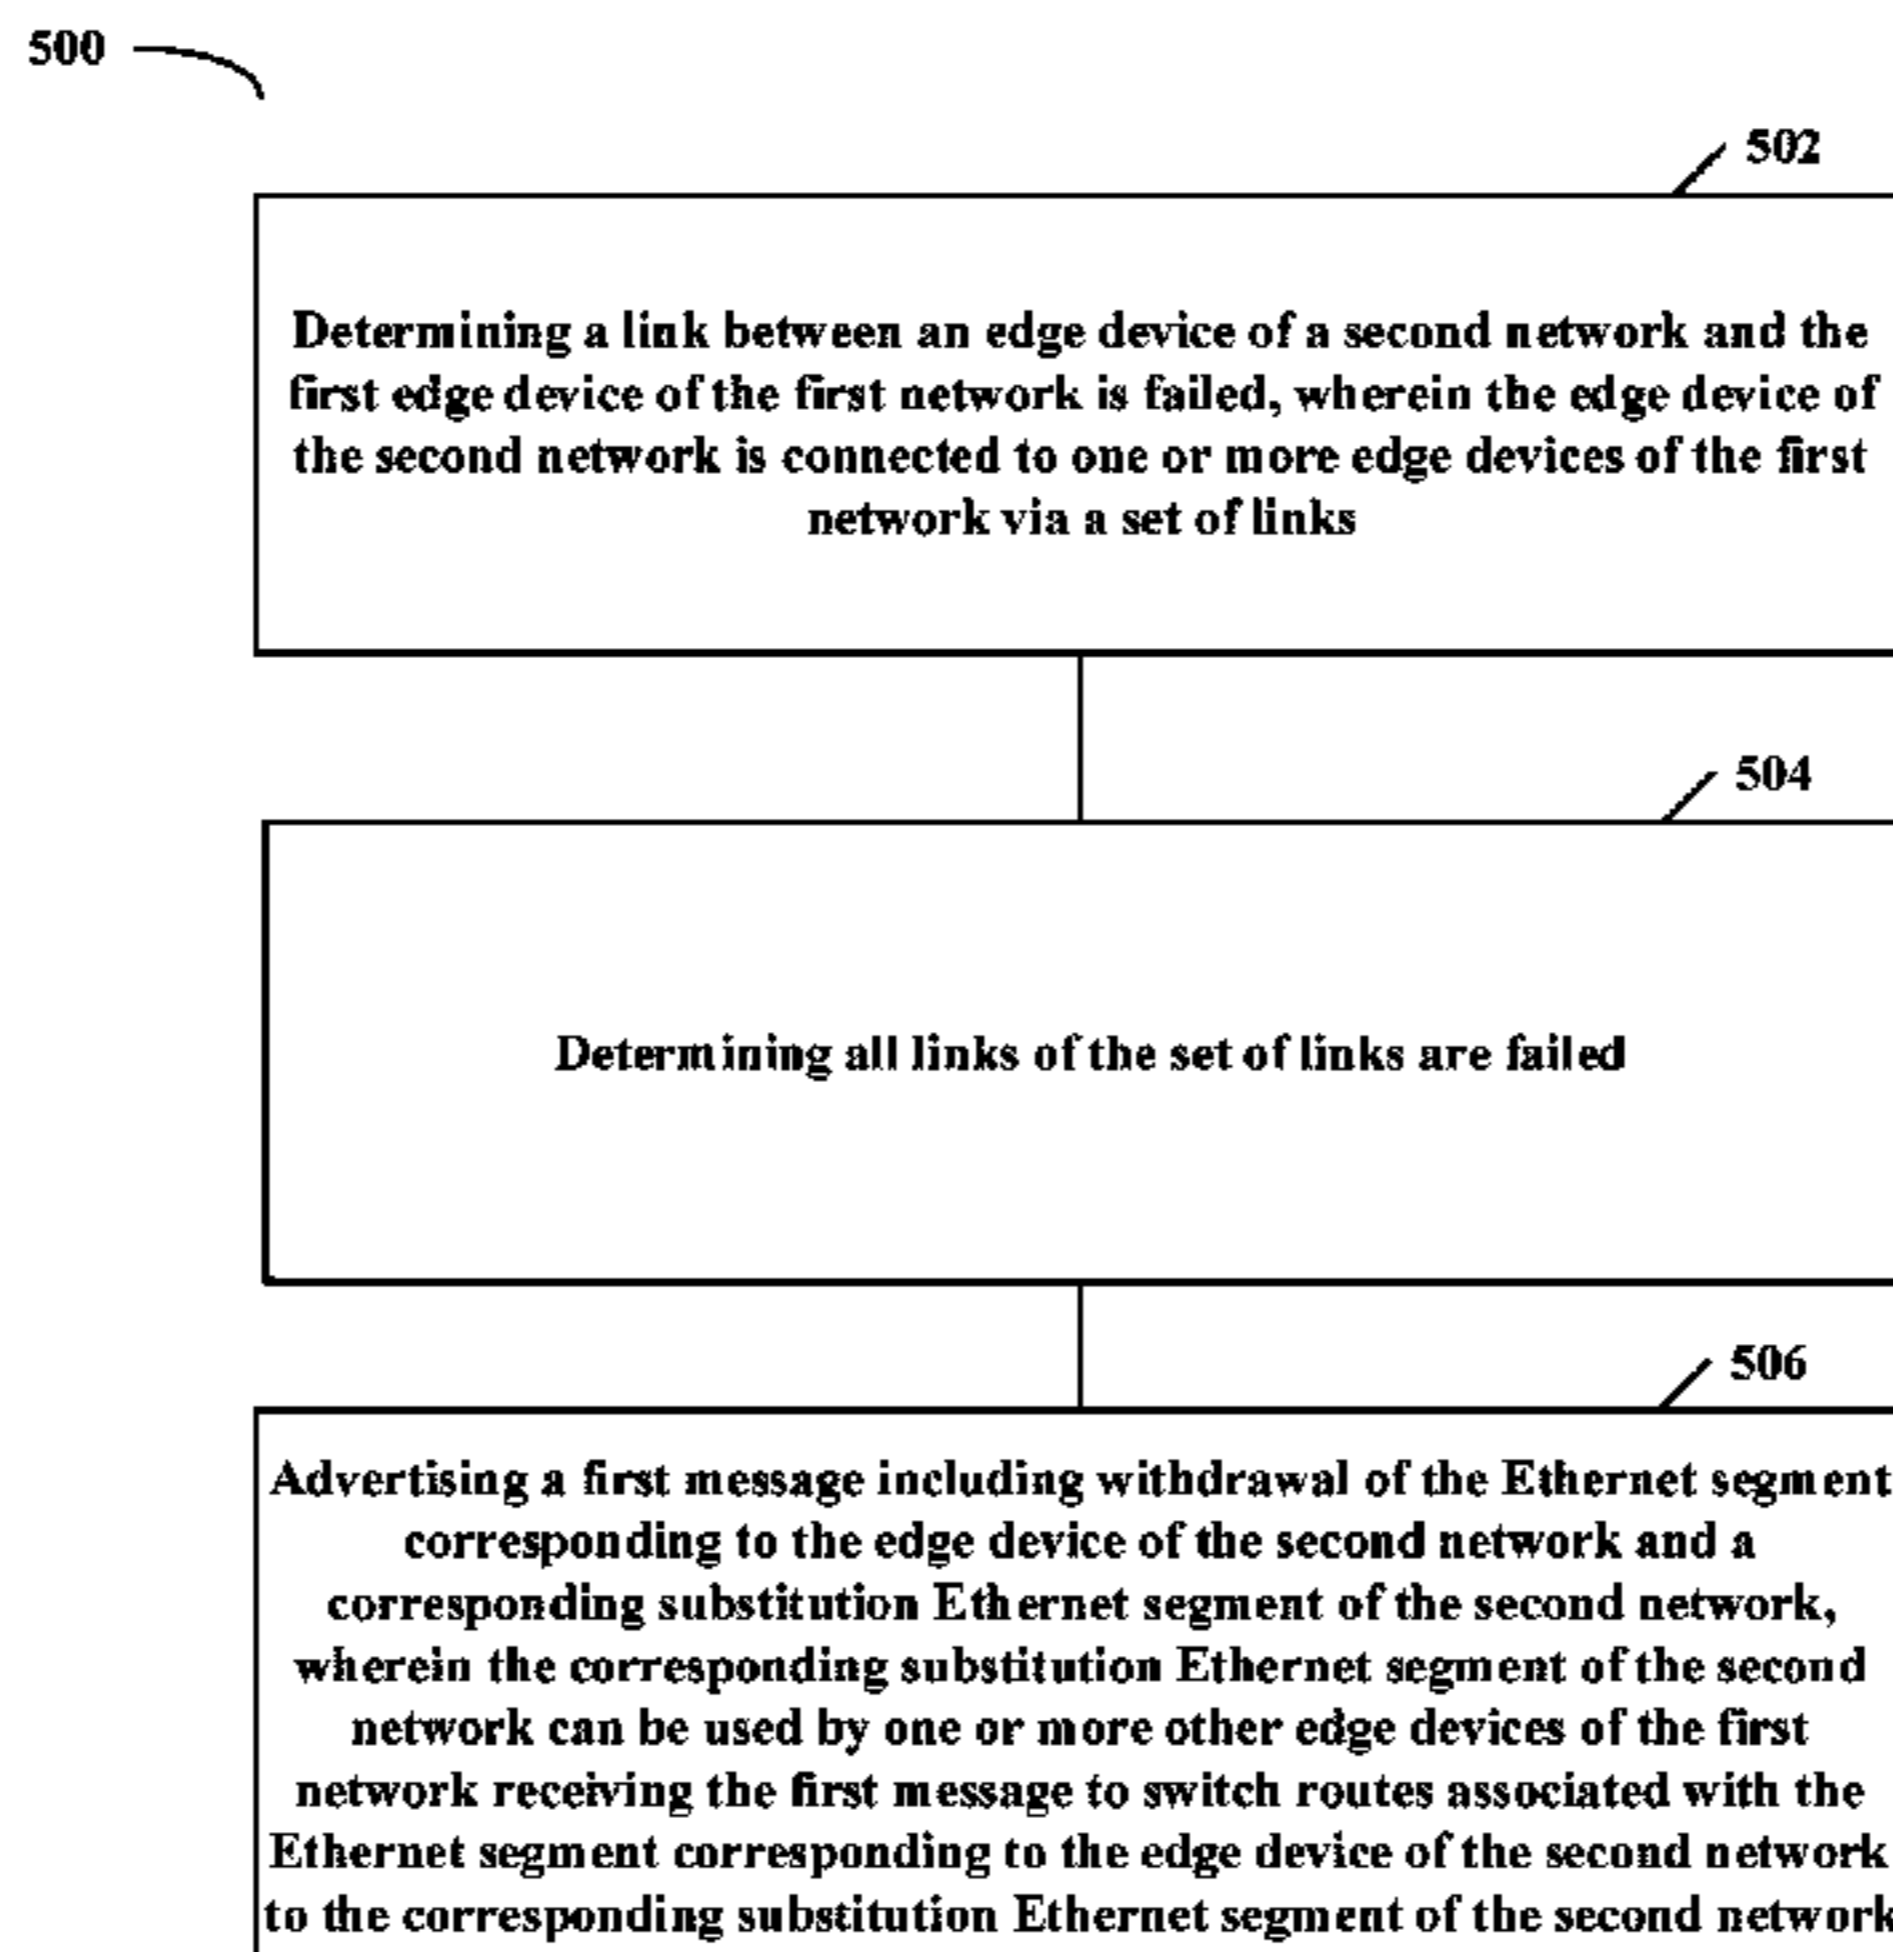 500
502
Determining a link between an edge device of a second network and the
first edge device of the first network is failed, wherein the edge device of
the second network is connected to one or more edge devices of the first
network via a set of links
504
Determining all links of the set of links are failed
506
Advertising a first message including withdrawal of the Ethernet segment
corresponding to the edge device of the second network and a
corresponding substitution Ethernet segment of the second network,
wherein the corresponding substitution Ethernet segment of the second
network can be used by one or more other edge devices of the first
network receiving the first message to switch routes associated with the
Ethernet segment corresponding to the edge device of the second network
to the corresponding substitution Ethernet segment of the second network